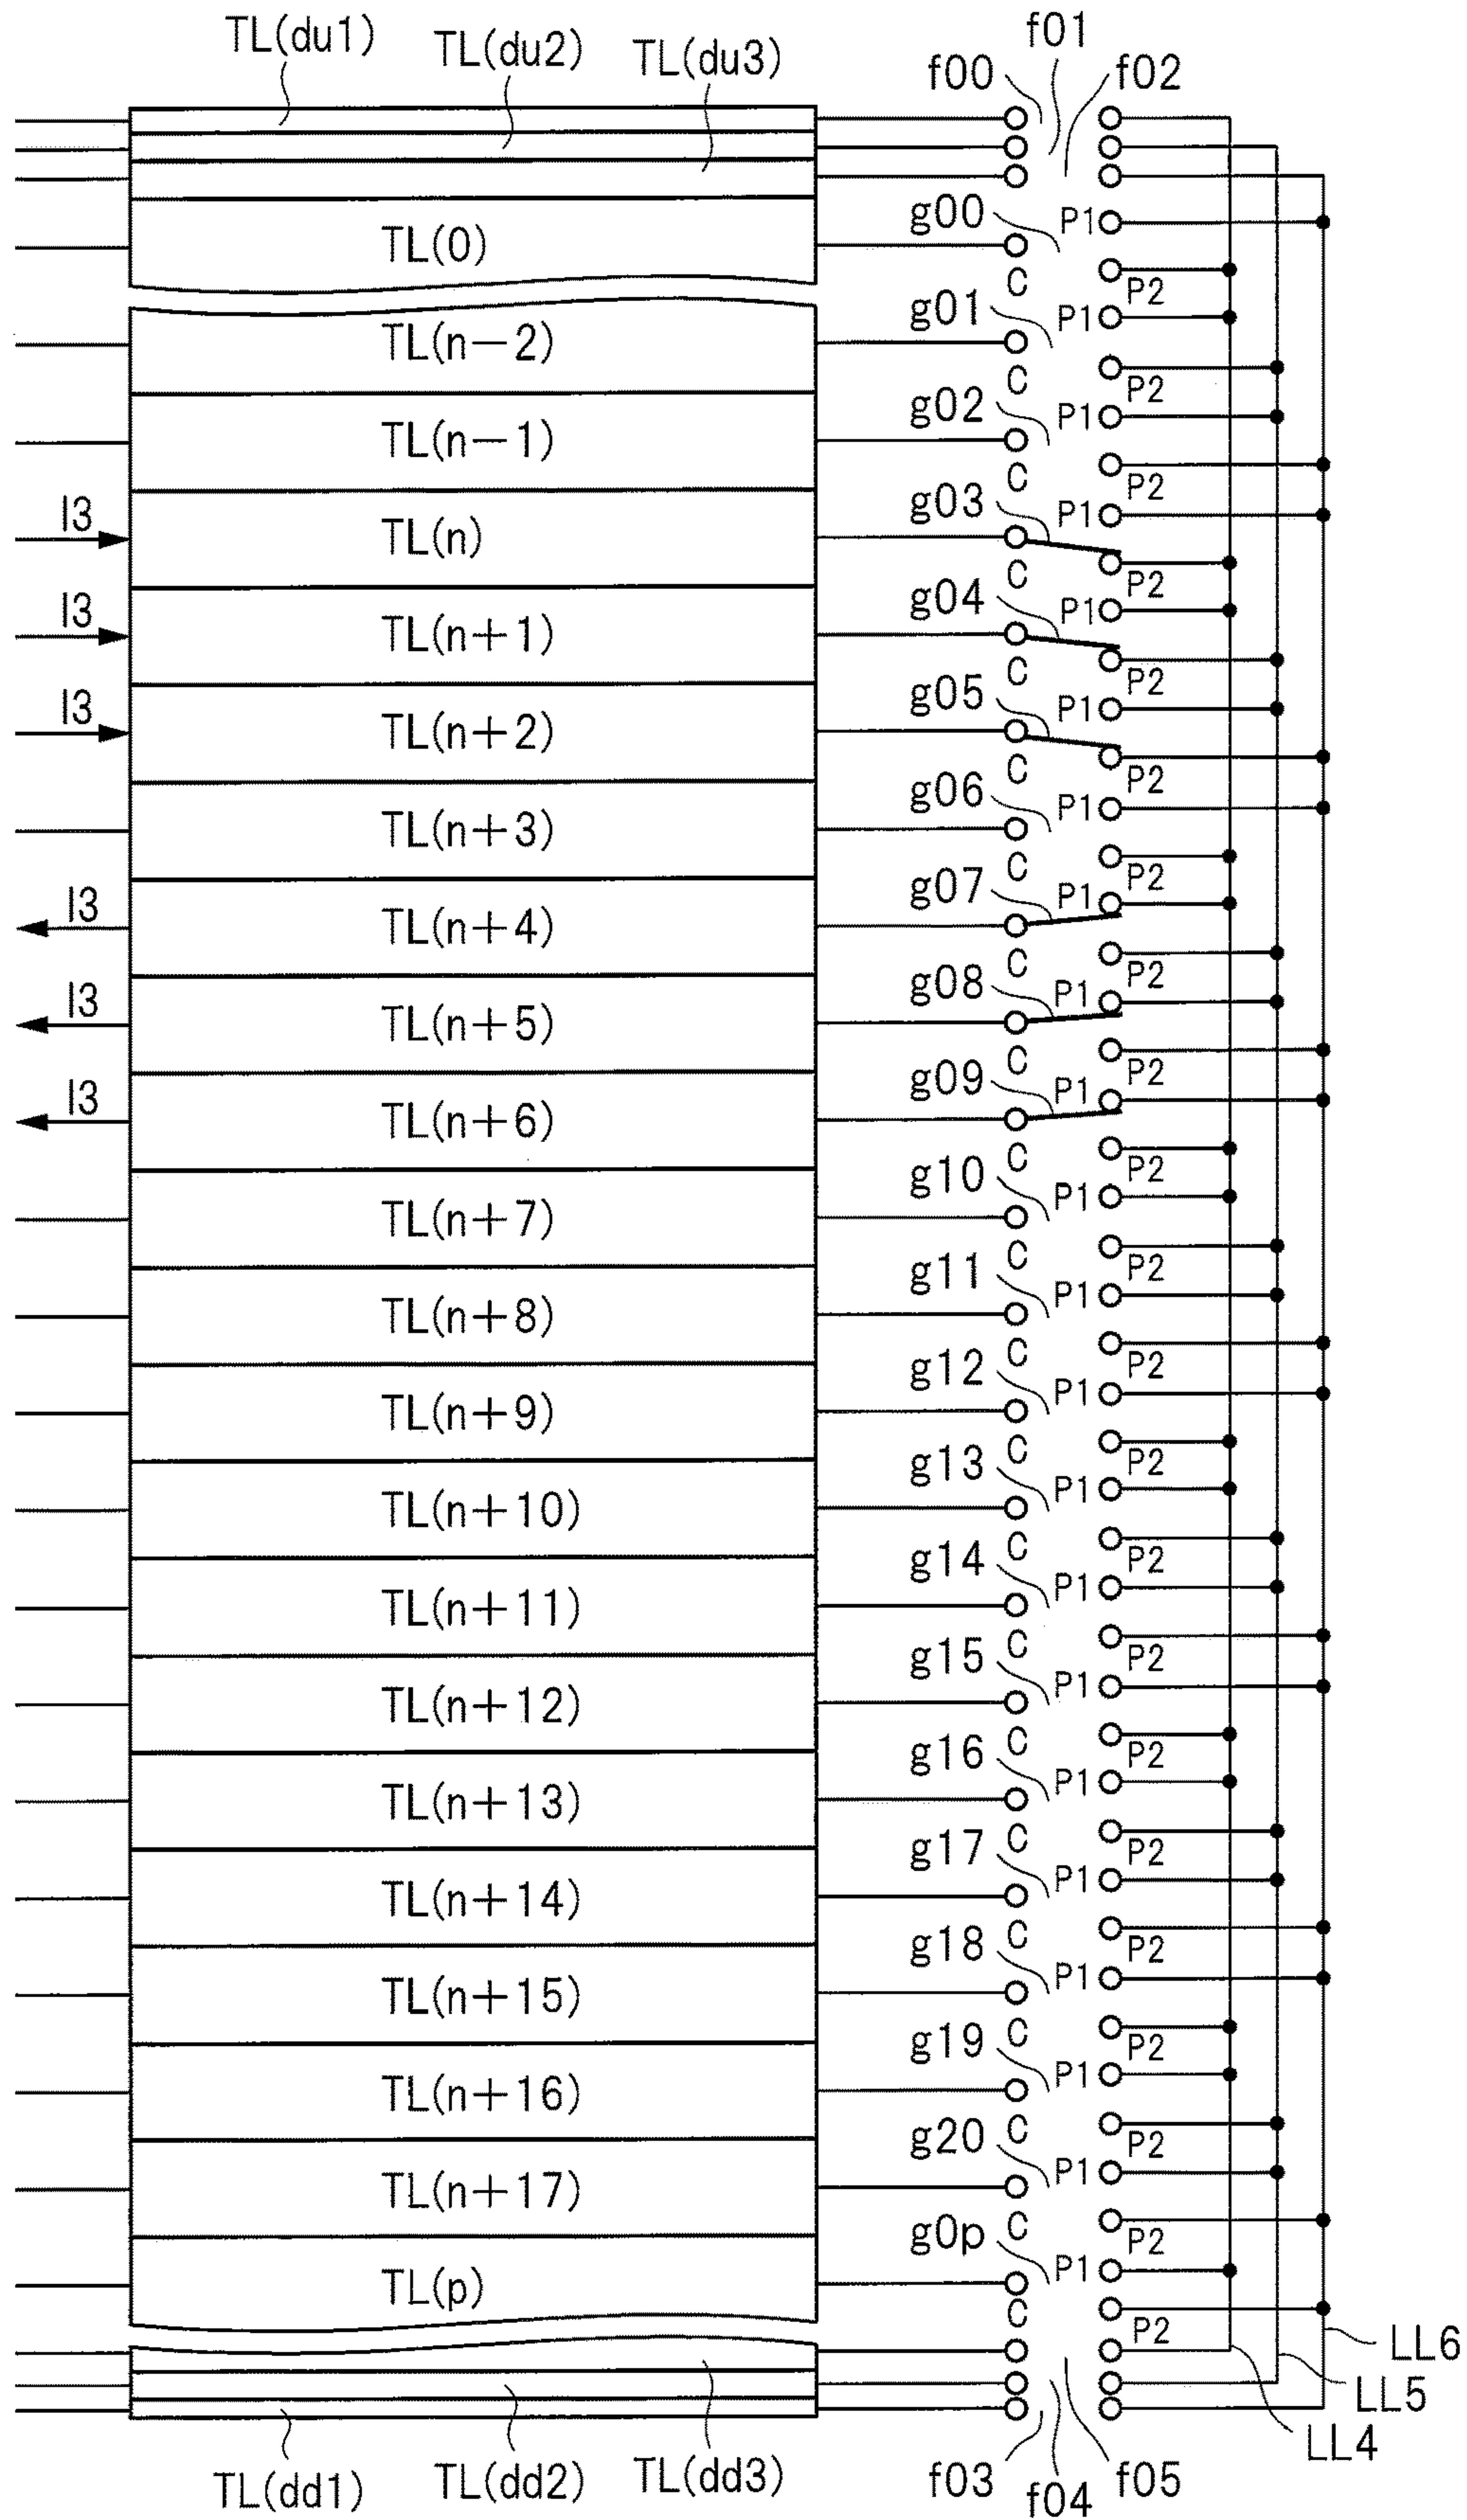 TL(du1) TL(du2) TL(du3) f00 f01 f02
TL(0) g00 P1 C P2
TL(n−2) g01 P1 C P2
TL(n−1) g02 P1 C P2
I3 TL(n) g03 P1 C P2
I3 TL(n+1) g04 P1 C P2
I3 TL(n+2) g05 P1 C P2
TL(n+3) g06 P1 C P2
I3 TL(n+4) g07 P1 C P2
I3 TL(n+5) g08 P1 C P2
I3 TL(n+6) g09 P1 C P2
TL(n+7) g10 P1 C P2
TL(n+8) g11 P1 C P2
TL(n+9) g12 P1 C P2
TL(n+10) g13 P1 C P2
TL(n+11) g14 P1 C P2
TL(n+12) g15 P1 C P2
TL(n+13) g16 P1 C P2
TL(n+14) g17 P1 C P2
TL(n+15) g18 P1 C P2
TL(n+16) g19 P1 C P2
TL(n+17) g20 P1 C P2
TL(p) g0p P1 C P2
LL6
LL5
LL4
TL(dd1) TL(dd2) TL(dd3) f03 f04 f05